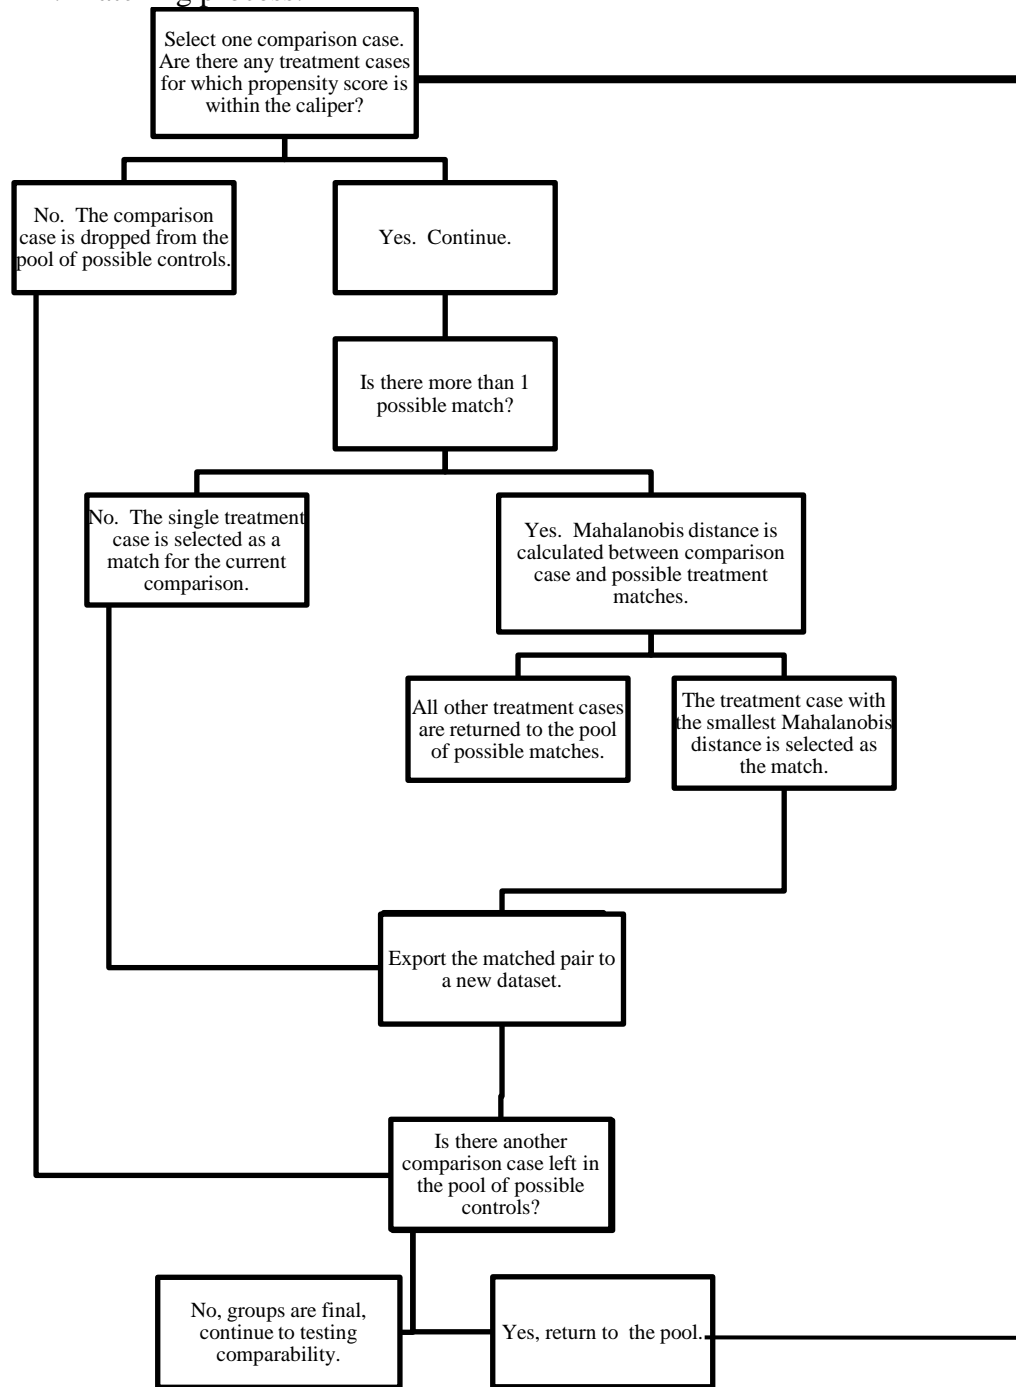 process.
Select one comparison case.
Are there any treatment cases
for which propensity score is
within the caliper?
No.  The comparison
case is dropped from the
pool of possible controls.
Yes.  Continue.
Is there more than 1
possible match?
No.  The single treatment
case is selected as a
match for the current
comparison.
Yes.  Mahalanobis distance is
calculated between comparison
case and possible treatment
matches.
All other treatment cases
are returned to the pool
of possible matches.
The treatment case with
the smallest Mahalanobis
distance is selected as
the match.
Export the matched pair to
a new dataset.
Is there another
comparison case left in
the pool of possible
controls?
No, groups are final,
continue to testing
comparability.
Yes, return to  the pool.